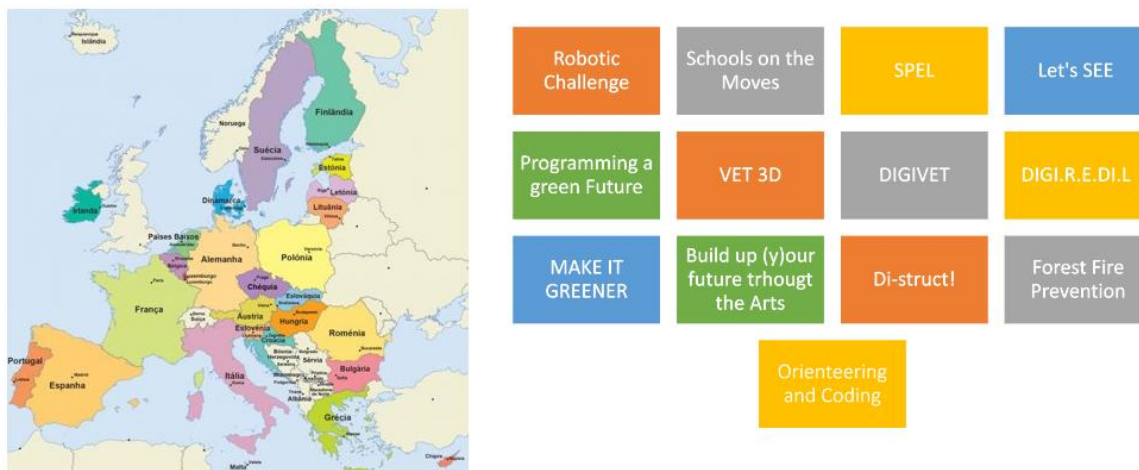 Islândia
Finlândia
Noruega
Suécia
Estónia
Letónia
Lituânia
Irlanda
Dinamarca
Países Baixos
Alemanha
Polónia
Bélgica
Luxemburgo
Chéquia
Eslováquia
França
Áustria
Hungria
Suíça
Eslovénia
Croácia
Roménia
Bósnia
Herzegovina
Sérvia
Portugal
Espanha
Itália
Bulgária
Albânia
Grécia
Malta
Chipre
Robotic
Challenge
Schools on the
Moves
SPEL
Let's SEE
Programming a
green Future
VET 3D
DIGIVET
DIGI.R.E.DI.L
MAKE IT
GREENER
Build up (y)our
future trhougt
the Arts
Di-struct!
Forest Fire
Prevention
Orienteering
and Coding